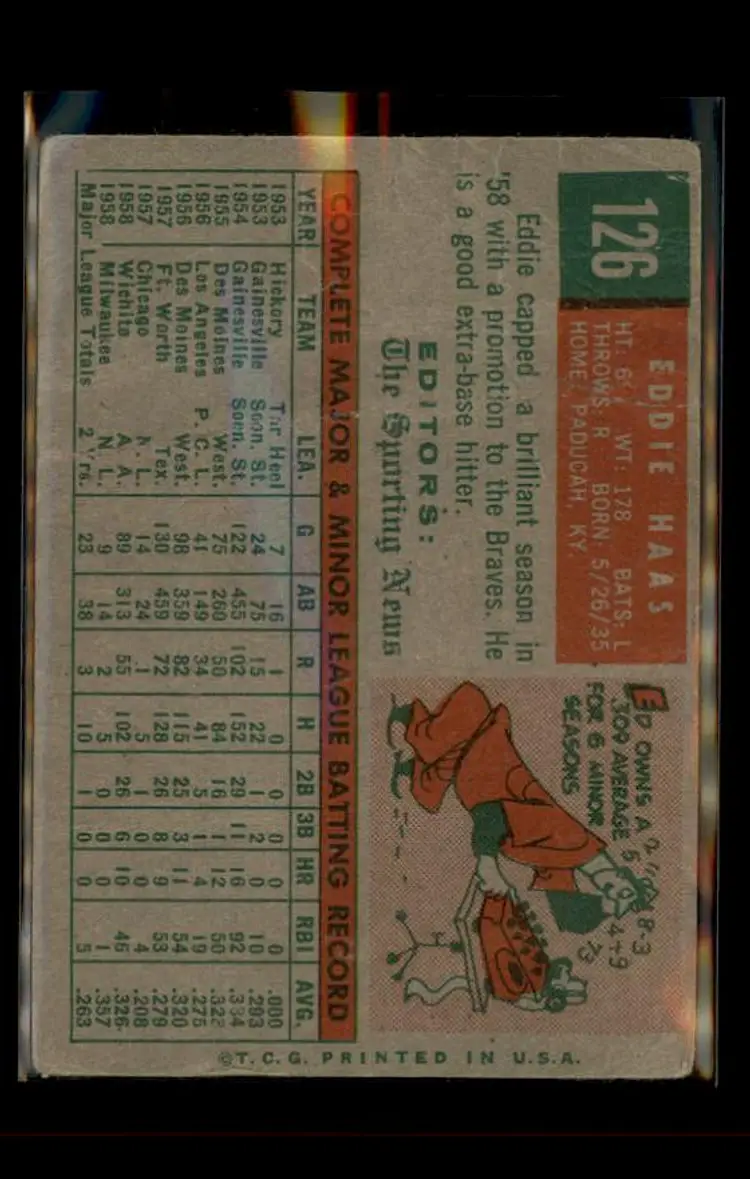 126
EDDIE HAAS
HT: 6' WT: 178 BATS: L
THROWS: R BORN: 5/26/35
HOME: PADUCAH, KY.
Eddie capped a brilliant season in
'58 with a promotion to the Braves. He
is a good extra-base hitter.
EDITORS:
The Sporting News
ED OWNS A
.309 AVERAGE
FOR 6 MINOR
SEASONS
COMPLETE MAJOR & MINOR LEAGUE BATTING RECORD
YEAR TEAM LEA. G AB R H 2B 3B HR RBI AVG.
1953 Hickory Tar Heel 7 16 1 0 0 0 0 0 .000
1953 Gainesville Soon. St. 24 75 15 22 1 2 0 10 .293
1954 Gainesville Soon. St. 122 455 102 152 29 11 16 92 .334
1955 Des Moines West. 75 260 50 84 16 1 12 50 .323
1956 Los Angeles P. C. L. 41 149 34 41 5 1 4 19 .275
1956 Des Moines West. 98 359 82 115 25 3 11 54 .320
1957 Ft. Worth Tex. 130 459 72 128 26 8 9 53 .279
1957 Chicago N. L. 14 24 1 5 1 0 0 4 .208
1958 Wichita A. A. 89 313 55 102 26 6 10 46 .326
1958 Milwaukee N. L. 9 14 2 5 0 0 0 1 .357
Major League Totals 2 Yrs. 23 38 3 10 1 0 0 5 .263
©T.C.G. PRINTED IN U.S.A.